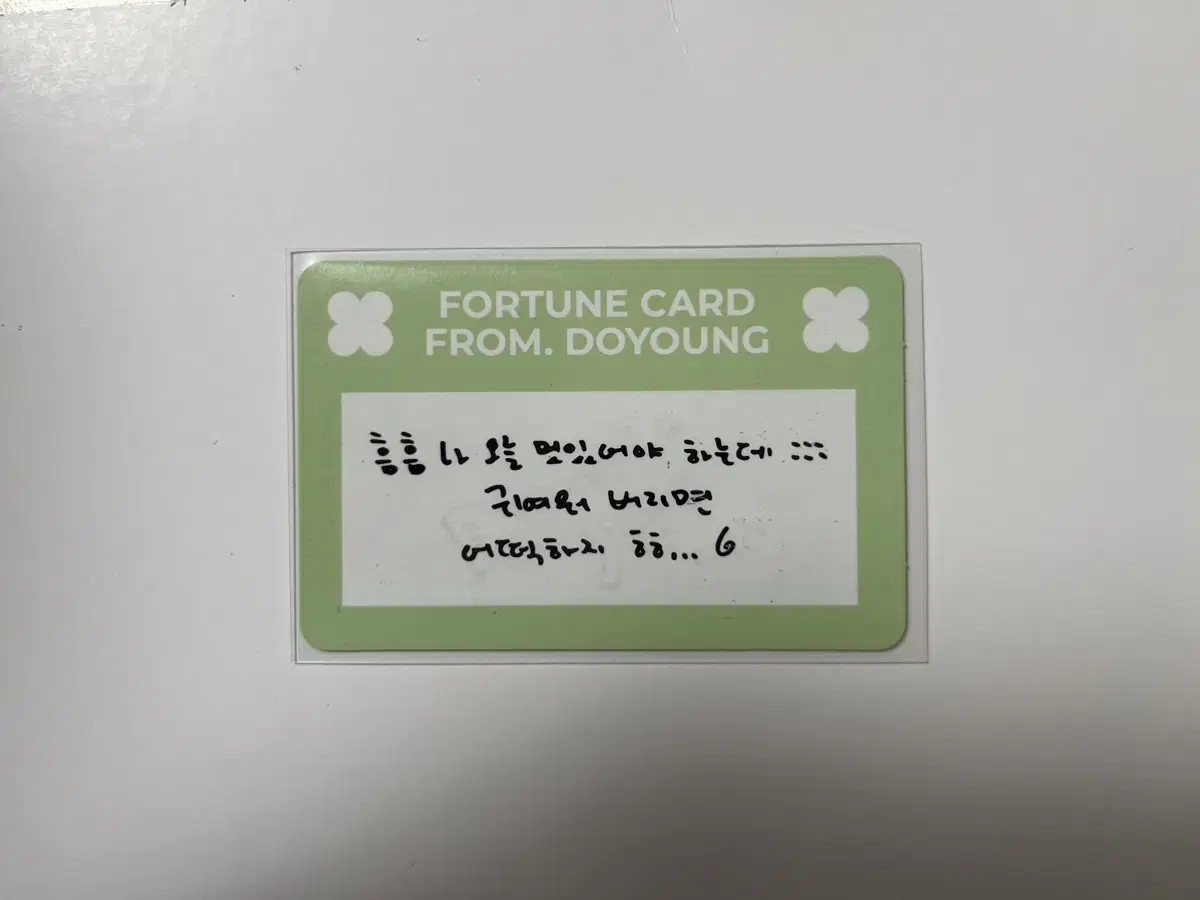 FORTUNE CARD
FROM. DOYOUNG
흠흠 나 오늘 멋있어야 하는데 :::
귀여워 버리면
어떡하지 흐흐... 6